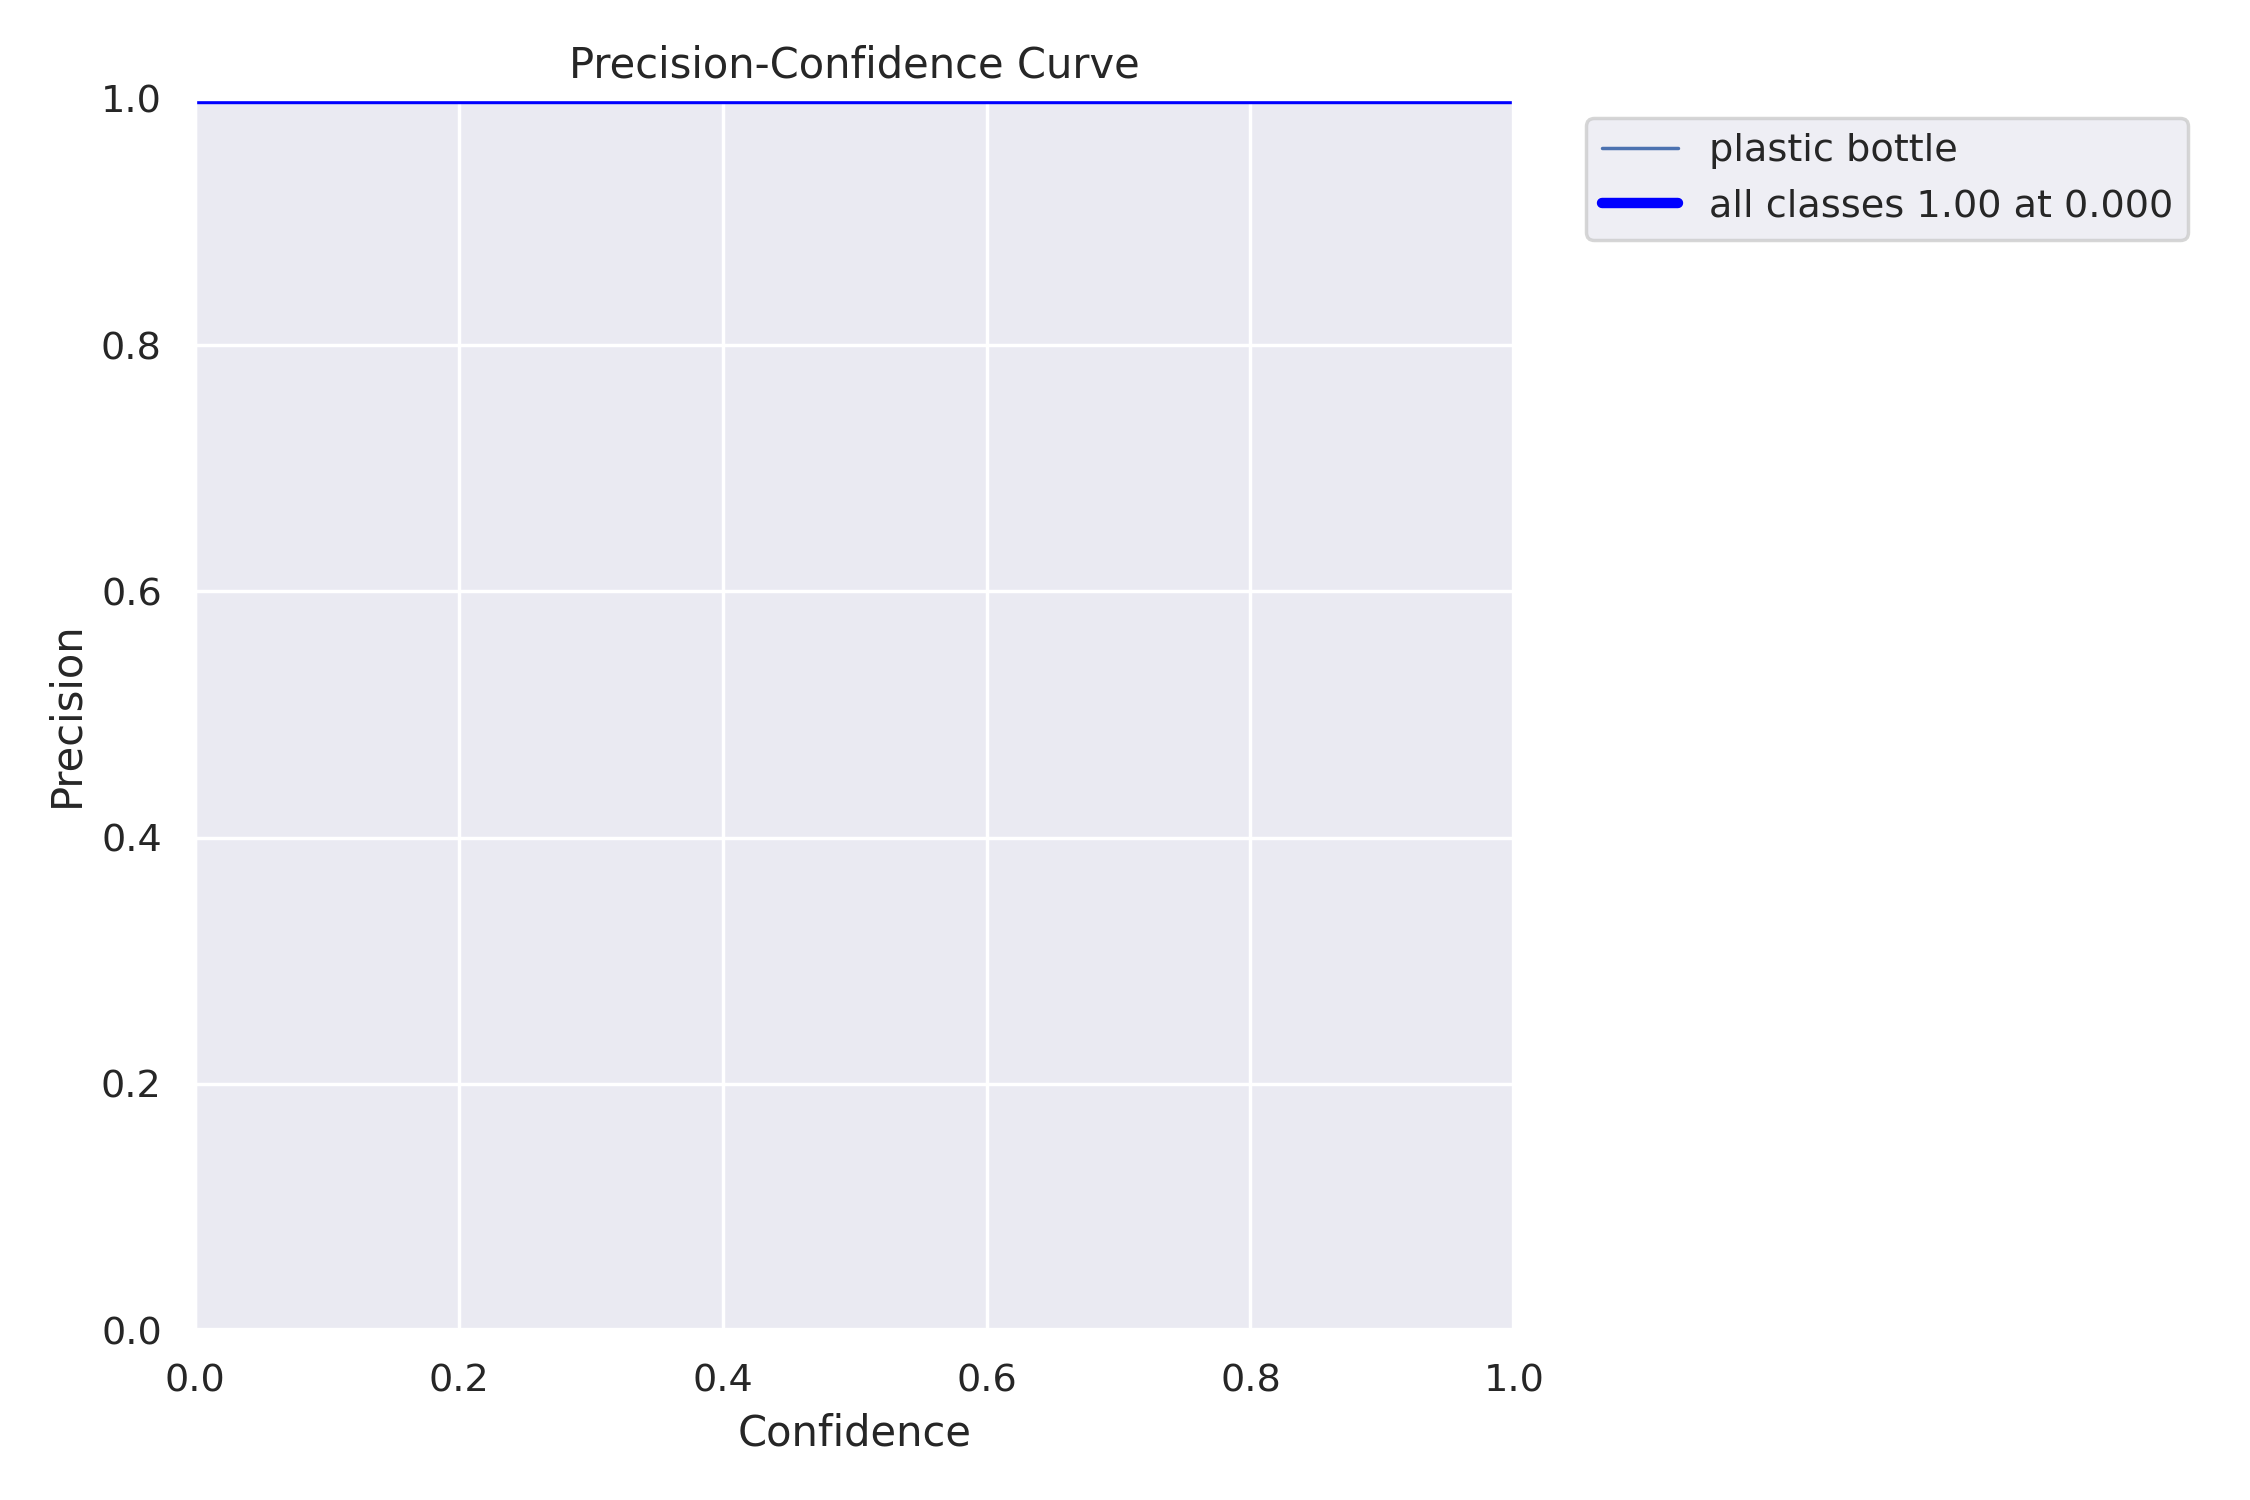 Precision-Confidence Curve
1.0
0.8
0.6
0.4
0.2
0.0
Precision
0.0 0.2 0.4 0.6 0.8 1.0
Confidence
plastic bottle
all classes 1.00 at 0.000